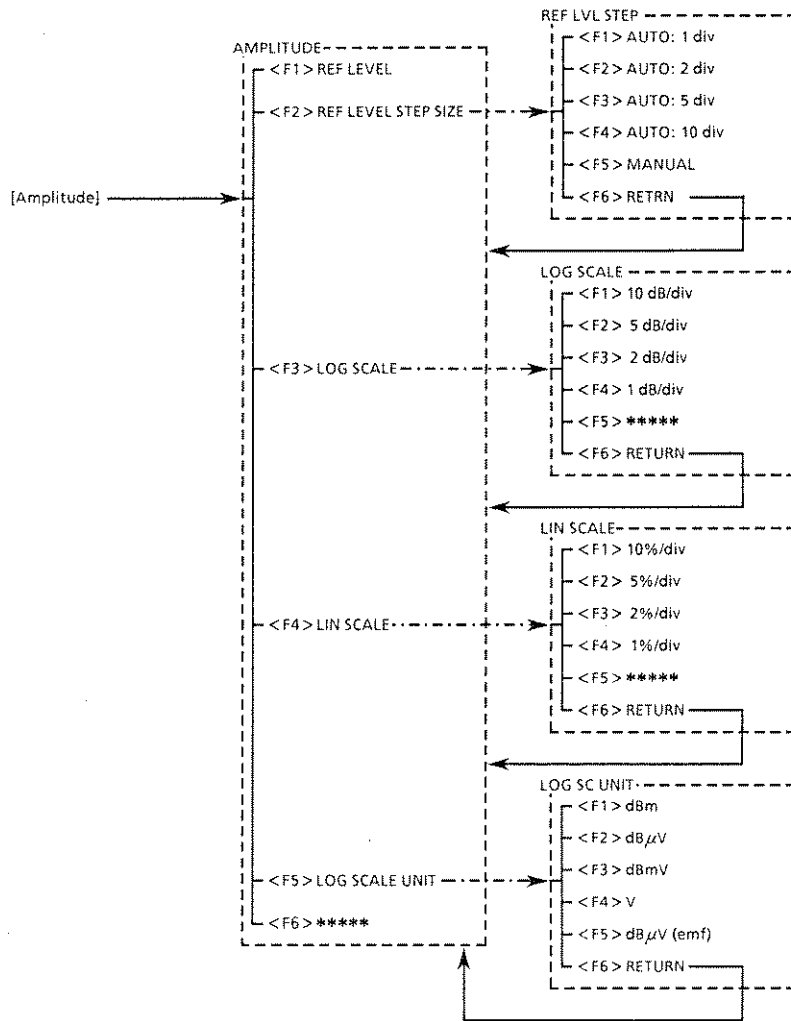 [Amplitude]
AMPLITUDE
<F1> REF LEVEL
<F2> REF LEVEL STEP SIZE
<F3> LOG SCALE
<F4> LIN SCALE
<F5> LOG SCALE UNIT
<F6> *****
REF LVL STEP
<F1> AUTO: 1 div
<F2> AUTO: 2 div
<F3> AUTO: 5 div
<F4> AUTO: 10 div
<F5> MANUAL
<F6> RETRN
LOG SCALE
<F1> 10 dB/div
<F2> 5 dB/div
<F3> 2 dB/div
<F4> 1 dB/div
<F5> *****
<F6> RETURN
LIN SCALE
<F1> 10%/div
<F2> 5%/div
<F3> 2%/div
<F4> 1%/div
<F5> *****
<F6> RETURN
LOG SC UNIT
<F1> dBm
<F2> dBμV
<F3> dBmV
<F4> V
<F5> dBμV (emf)
<F6> RETURN